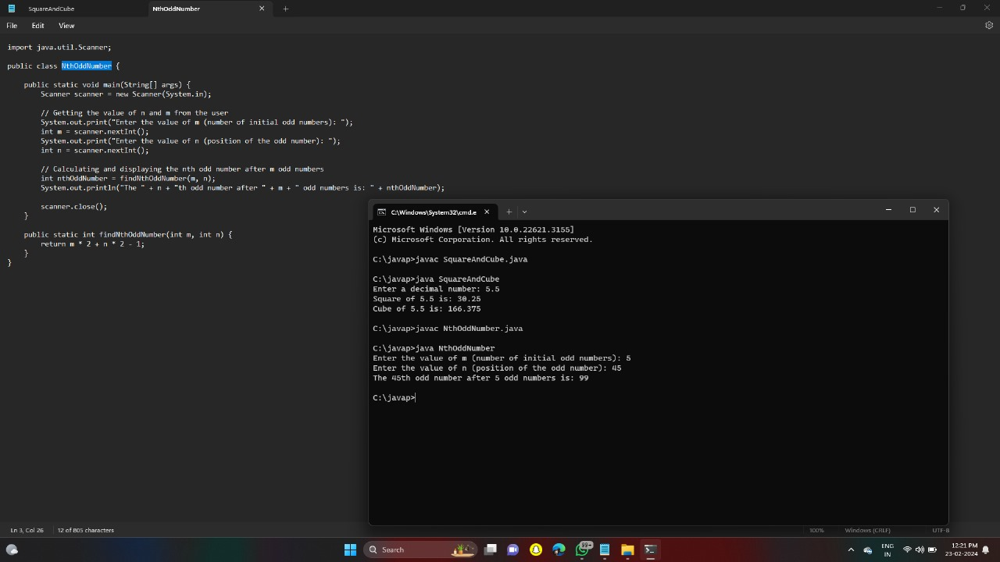 SquareAndCube
NthOddNumber
File Edit View
import java.util.Scanner;
public class NthOddNumber {
public static void main(String[] args) {
Scanner scanner = new Scanner(System.in);
// Getting the value of n and m from the user
System.out.print("Enter the value of m (number of initial odd numbers): ");
int m = scanner.nextInt();
System.out.print("Enter the value of n (position of the odd number): ");
int n = scanner.nextInt();
// Calculating and displaying the nth odd number after m odd numbers
int nthOddNumber = findNthOddNumber(m, n);
System.out.println("The " + n + "th odd number after " + m + " odd numbers is: " + nthOddNumber);
scanner.close();
}
public static int findNthOddNumber(int m, int n) {
return m * 2 + n * 2 - 1;
}
}
C:\Windows\System32\cmd.e
Microsoft Windows [Version 10.0.22621.3155]
(c) Microsoft Corporation. All rights reserved.
C:\javap>javac SquareAndCube.java
C:\javap>java SquareAndCube
Enter a decimal number: 5.5
Square of 5.5 is: 30.25
Cube of 5.5 is: 166.375
C:\javap>javac NthOddNumber.java
C:\javap>java NthOddNumber
Enter the value of m (number of initial odd numbers): 5
Enter the value of n (position of the odd number): 45
The 45th odd number after 5 odd numbers is: 99
C:\javap>
Ln 3, Col 26 12 of 805 characters 100% Windows (CRLF) UTF-8
Search
99+
ENG
IN
12:21 PM
23-02-2024